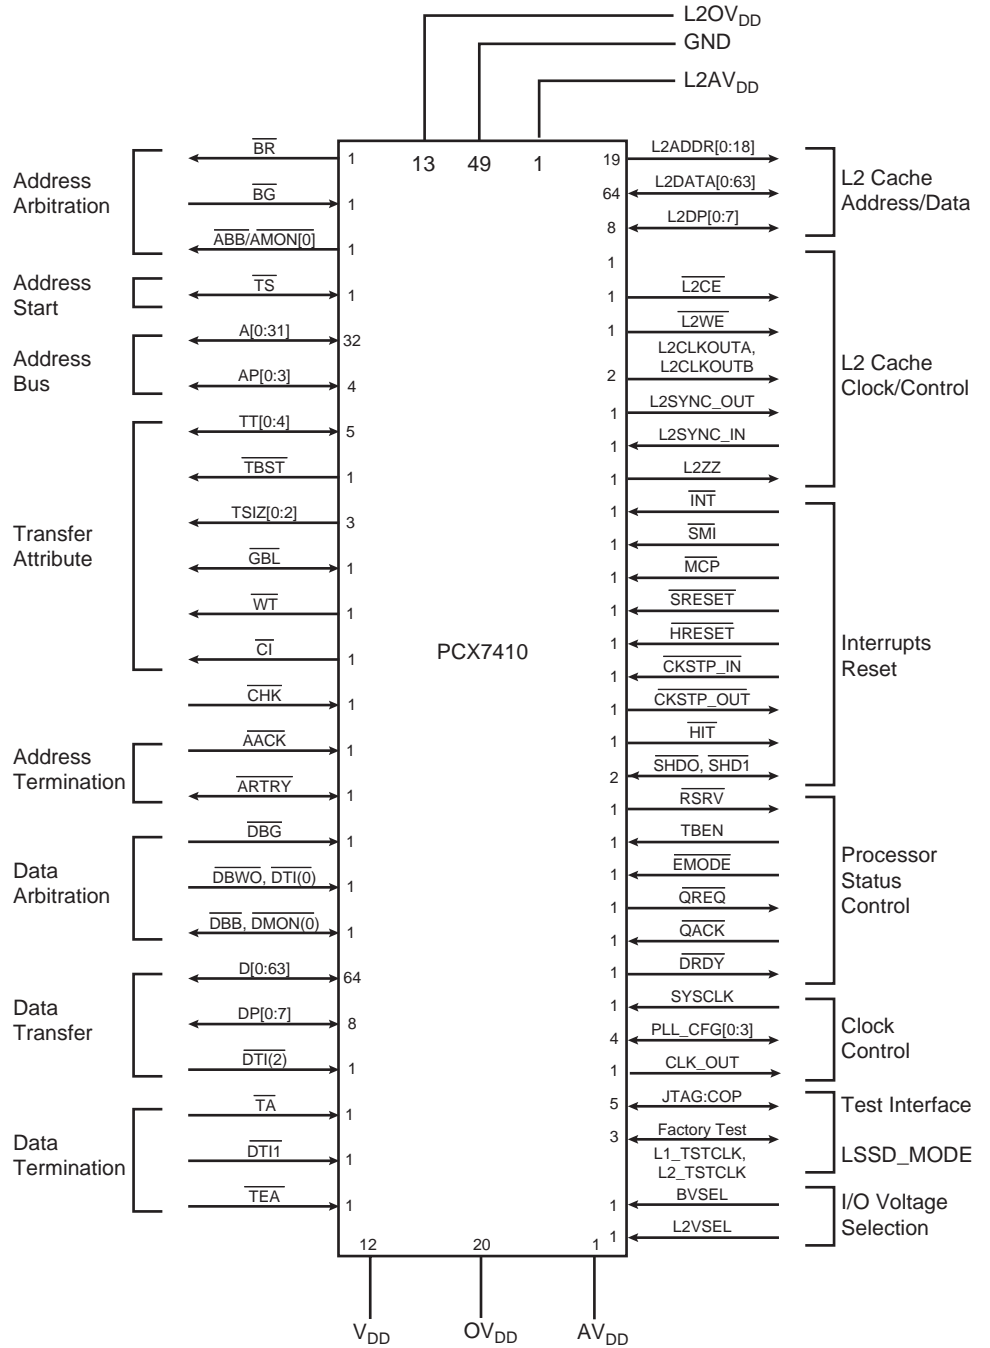 L2OVDD
GND
L2AVDD
13 49 1
Address
Arbitration
BR 1
BG 1
ABB/AMON[0] 1
Address
Start
TS 1
Address
Bus
A[0:31] 32
AP[0:3] 4
Transfer
Attribute
TT[0:4] 5
TBST 1
TSIZ[0:2] 3
GBL 1
WT 1
CI 1
CHK 1
Address
Termination
AACK 1
ARTRY 1
Data
Arbitration
DBG 1
DBWO, DTI(0) 1
DBB, DMON(0) 1
Data
Transfer
D[0:63] 64
DP[0:7] 8
DTI(2) 1
Data
Termination
TA 1
DTI1 1
TEA 1
PCX7410
19 L2ADDR[0:18]
64 L2DATA[0:63]
8 L2DP[0:7]
L2 Cache
Address/Data
1
1 L2CE
1 L2WE
L2CLKOUTA,
2 L2CLKOUTB
1 L2SYNC_OUT
1 L2SYNC_IN
1 L2ZZ
L2 Cache
Clock/Control
1 INT
1 SMI
1 MCP
1 SRESET
1 HRESET
1 CKSTP_IN
1 CKSTP_OUT
1 HIT
2 SHDO, SHD1
Interrupts
Reset
1 RSRV
1 TBEN
1 EMODE
1 QREQ
1 QACK
1 DRDY
Processor
Status
Control
1 SYSCLK
4 PLL_CFG[0:3]
1 CLK_OUT
Clock
Control
5 JTAG:COP
3 Factory Test
L1_TSTCLK,
L2_TSTCLK
Test Interface
LSSD_MODE
1 BVSEL
1 L2VSEL
I/O Voltage
Selection
12 20 1
VDD OVDD AVDD